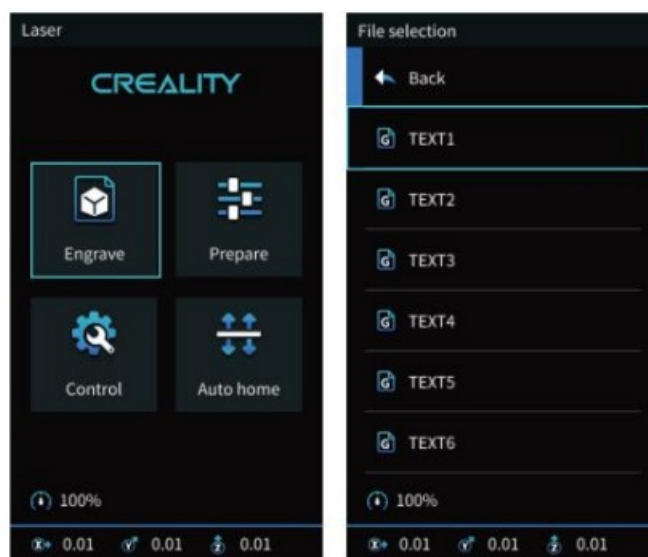 Laser
CREALITY
Engrave
Prepare
Control
Auto home
100%
X 0.01 Y 0.01 Z 0.01
File selection
Back
G TEXT1
G TEXT2
G TEXT3
G TEXT4
G TEXT5
G TEXT6
100%
X 0.01 Y 0.01 Z 0.01